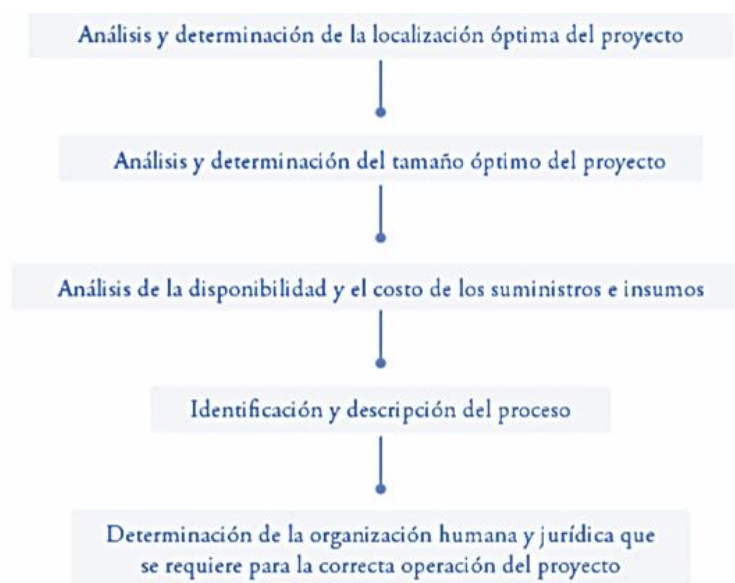 Análisis y determinación de la localización óptima del proyecto
Análisis y determinación del tamaño óptimo del proyecto
Análisis de la disponibilidad y el costo de los suministros e insumos
Identificación y descripción del proceso
Determinación de la organización humana y jurídica que
se requiere para la correcta operación del proyecto